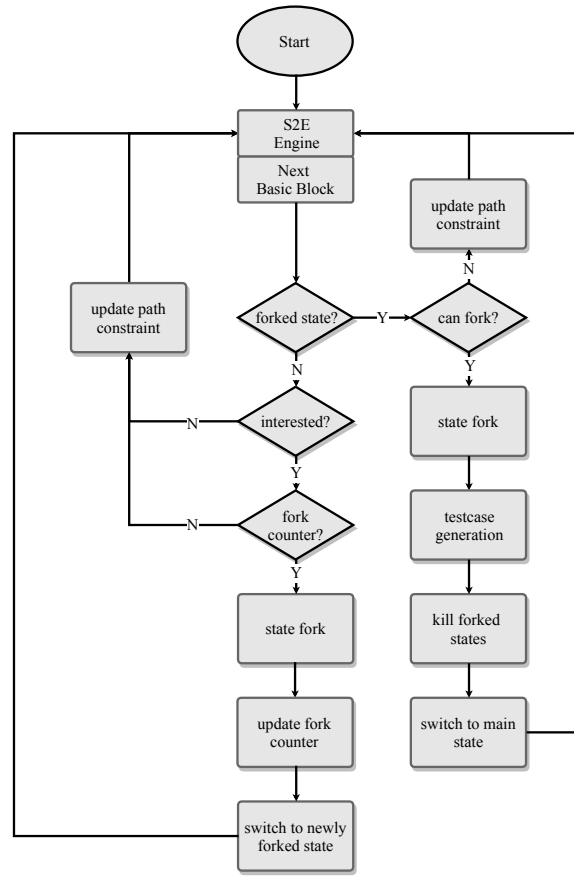 Start
S2E
Engine
Next
Basic Block
update path
constraint
N
update path
constraint
forked state?
Y
can fork?
N
Y
interested?
N
state fork
Y
fork
counter?
N
testcase
generation
Y
state fork
kill forked
states
update fork
counter
switch to main
state
switch to newly
forked state